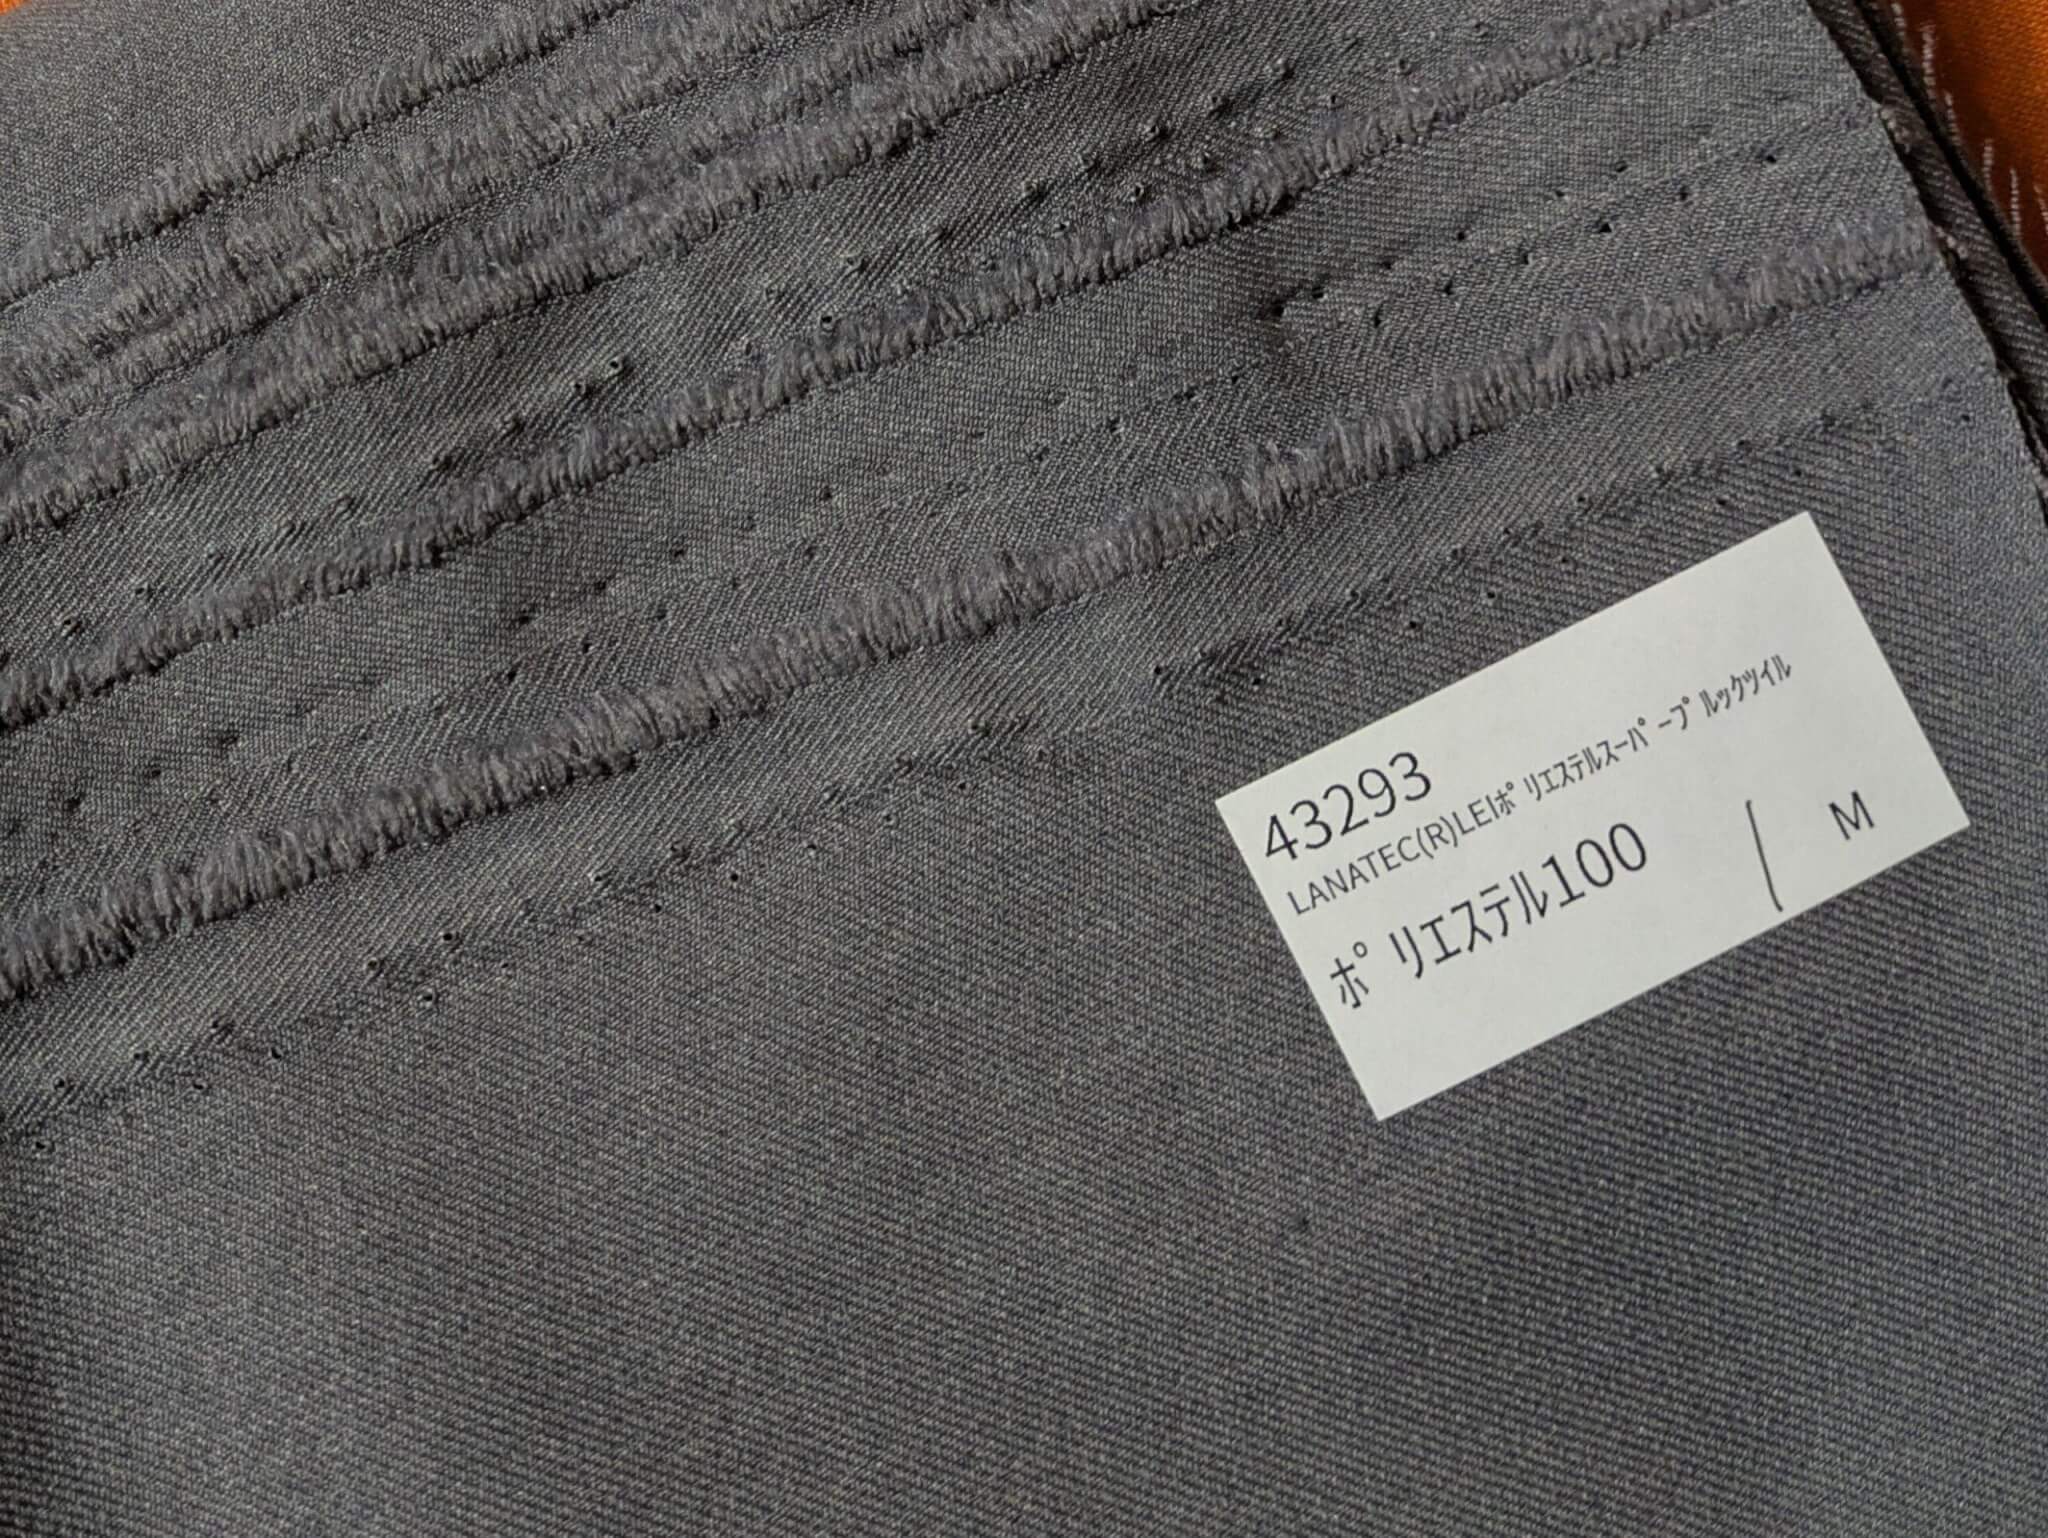 43293
LANATEC(R)LEIﾎﾟﾘｴｽﾃﾙｽｰﾊﾟｰﾌﾟﾙｯｸﾂｲﾙ
ﾎﾟﾘｴｽﾃﾙ100 ( M